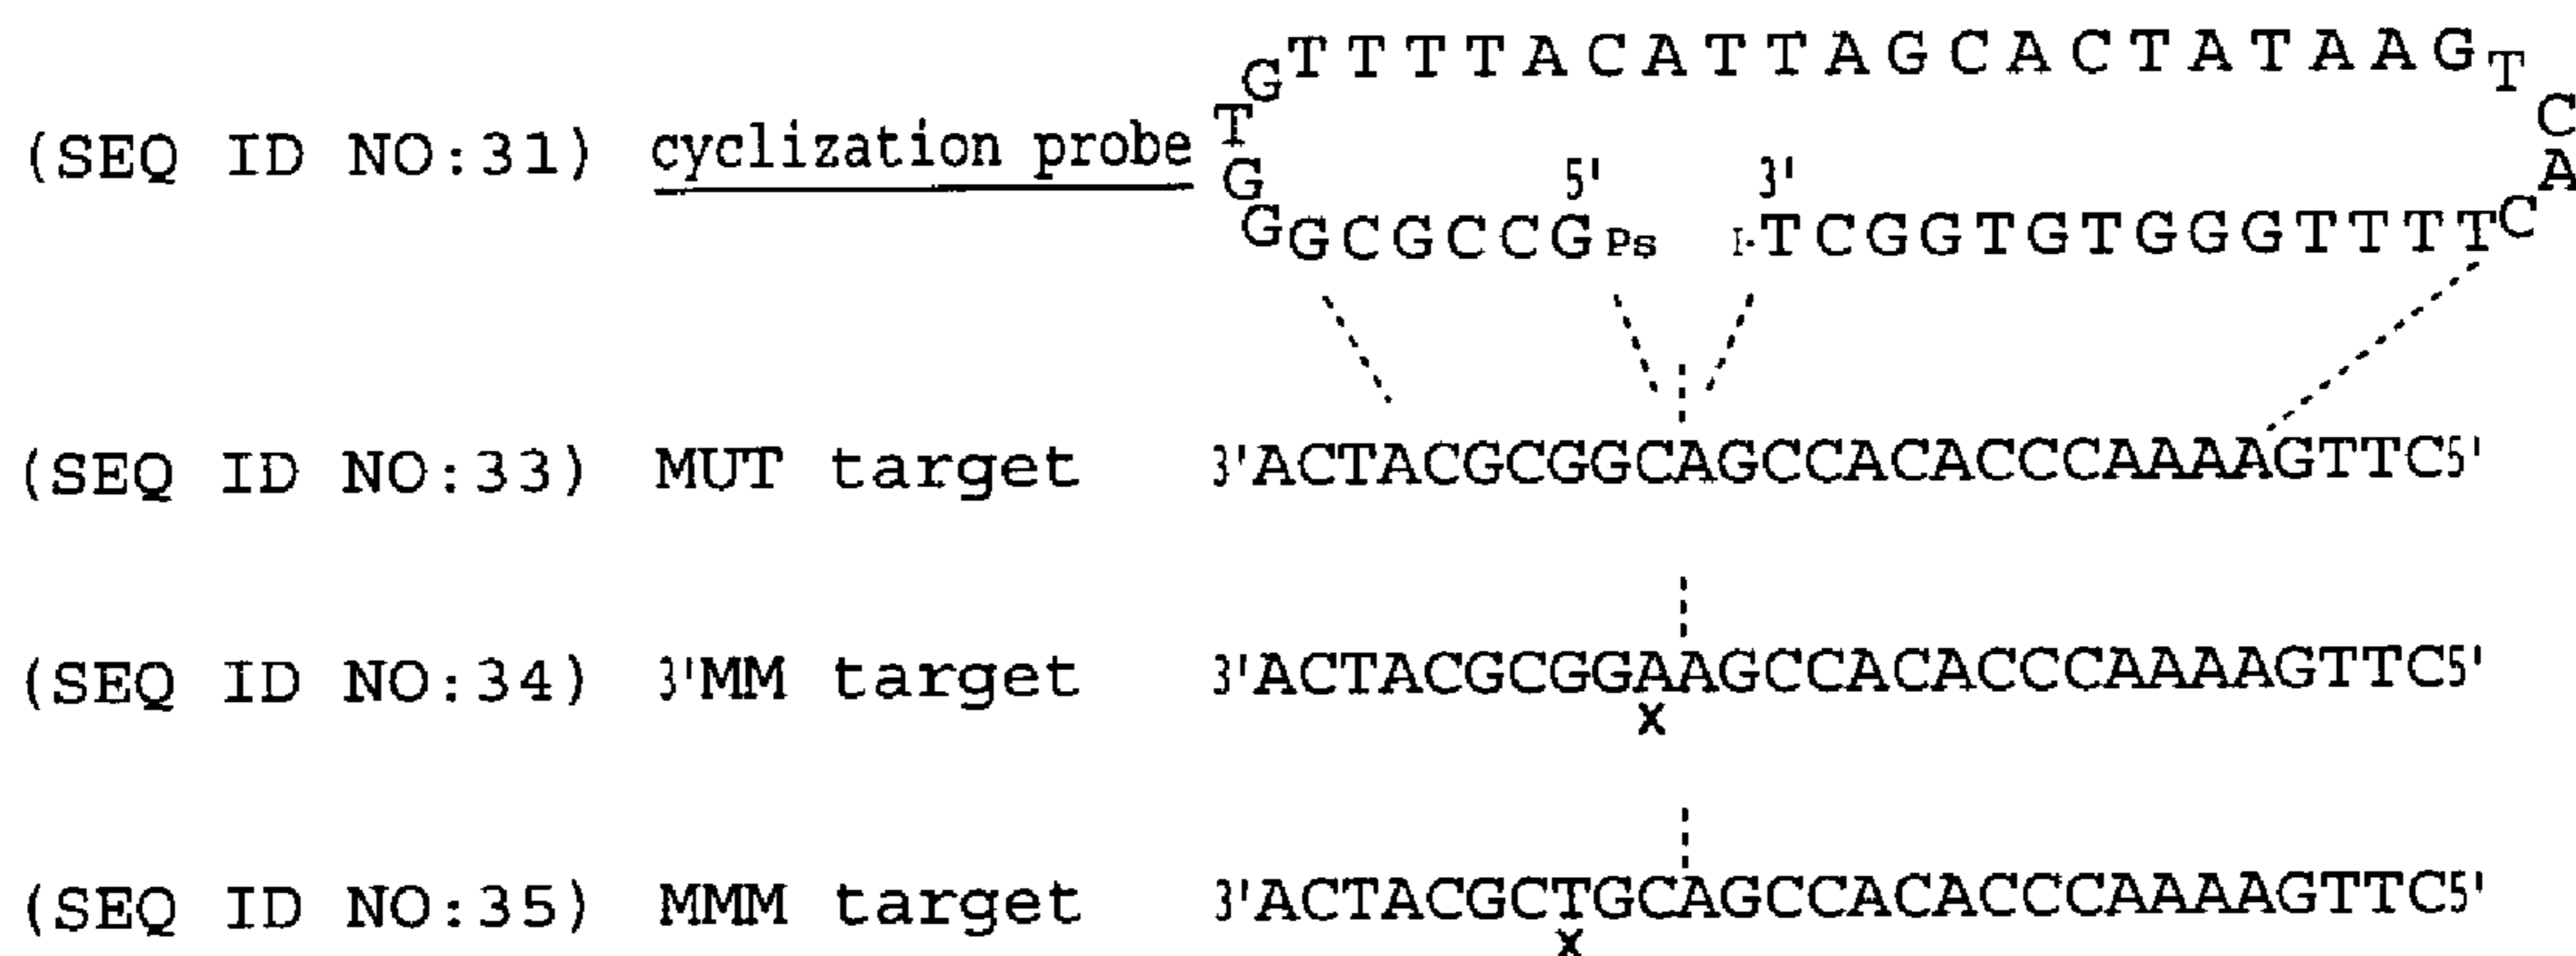 GTTTTACATTAGCACTATAAGT
T C
(SEQ ID NO:31) cyclization probe
G 5' 3' A
GGCGCCGPs I-TCGGTGTGGGTTTTC
(SEQ ID NO:33) MUT target 3'ACTACGCGGCAGCCACACCCAAAAGTTC5'
(SEQ ID NO:34) 3'MM target 3'ACTACGCGGAAGCCACACCCAAAAGTTC5'
x
(SEQ ID NO:35) MMM target 3'ACTACGCTGCAGCCACACCCAAAAGTTC5'
x